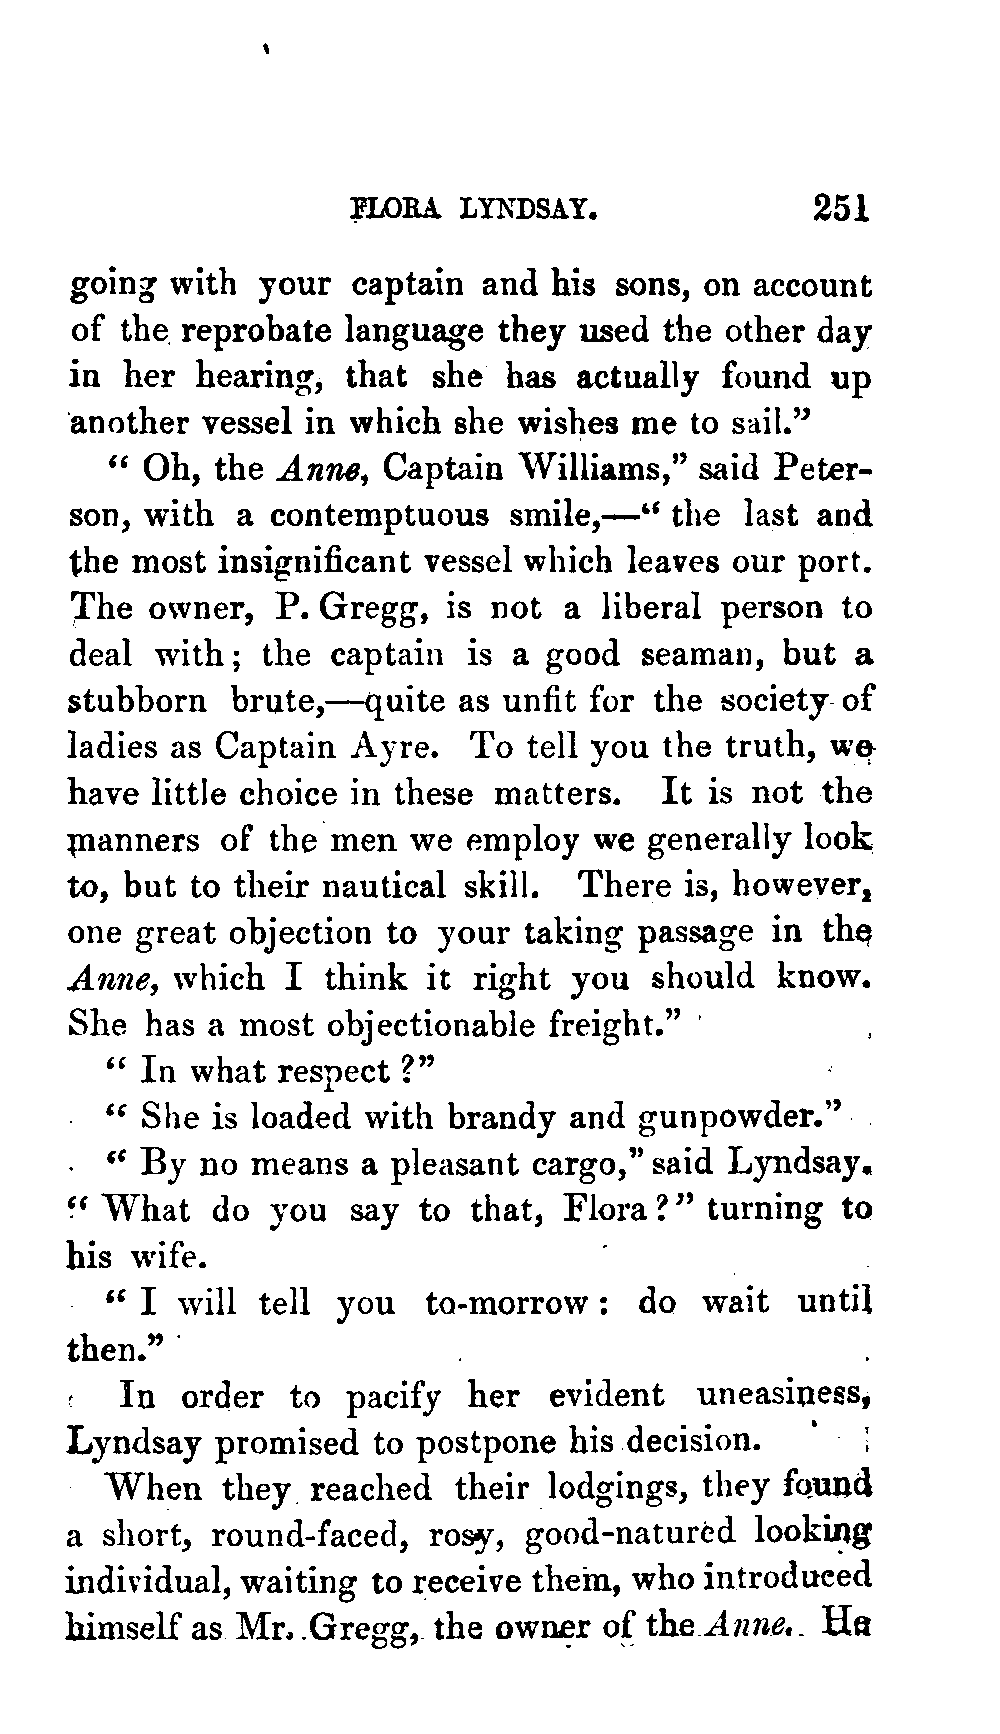 FLORA LYNDSAY. 251
going with your captain and his sons, on account
of the reprobate language they used the other day
in her hearing, that she has actually found up
another vessel in which she wishes me to sail.”
“ Oh, the Anne, Captain Williams,” said Peter-
son, with a contemptuous smile,—“ the last and
the most insignificant vessel which leaves our port.
The owner, P. Gregg, is not a liberal person to
deal with ; the captain is a good seaman, but a
stubborn brute,—quite as unfit for the society of
ladies as Captain Ayre. To tell you the truth, we
have little choice in these matters. It is not the
manners of the men we employ we generally look
to, but to their nautical skill. There is, however,
one great objection to your taking passage in the
Anne, which I think it right you should know.
She has a most objectionable freight.”
“ In what respect ?”
“ She is loaded with brandy and gunpowder.”
“ By no means a pleasant cargo,” said Lyndsay.
“ What do you say to that, Flora ?” turning to
his wife.
“ I will tell you to-morrow : do wait until
then.”
In order to pacify her evident uneasiness,
Lyndsay promised to postpone his decision.
When they reached their lodgings, they found
a short, round-faced, rosy, good-natured looking
individual, waiting to receive them, who introduced
himself as Mr. Gregg, the owner of the Anne. He